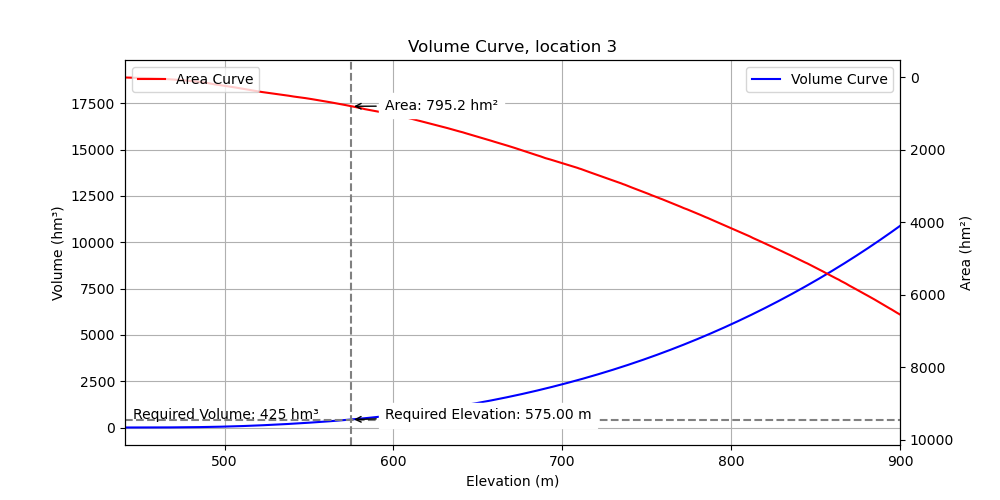 Volume Curve, location 3
Area Curve
Volume Curve
Area: 795.2 hm²
Required Volume: 425 hm³
Required Elevation: 575.00 m
Volume (hm³)
17500
15000
12500
10000
7500
5000
2500
0
0
2000
4000
6000
8000
10000
Area (hm²)
500
600
700
800
900
Elevation (m)